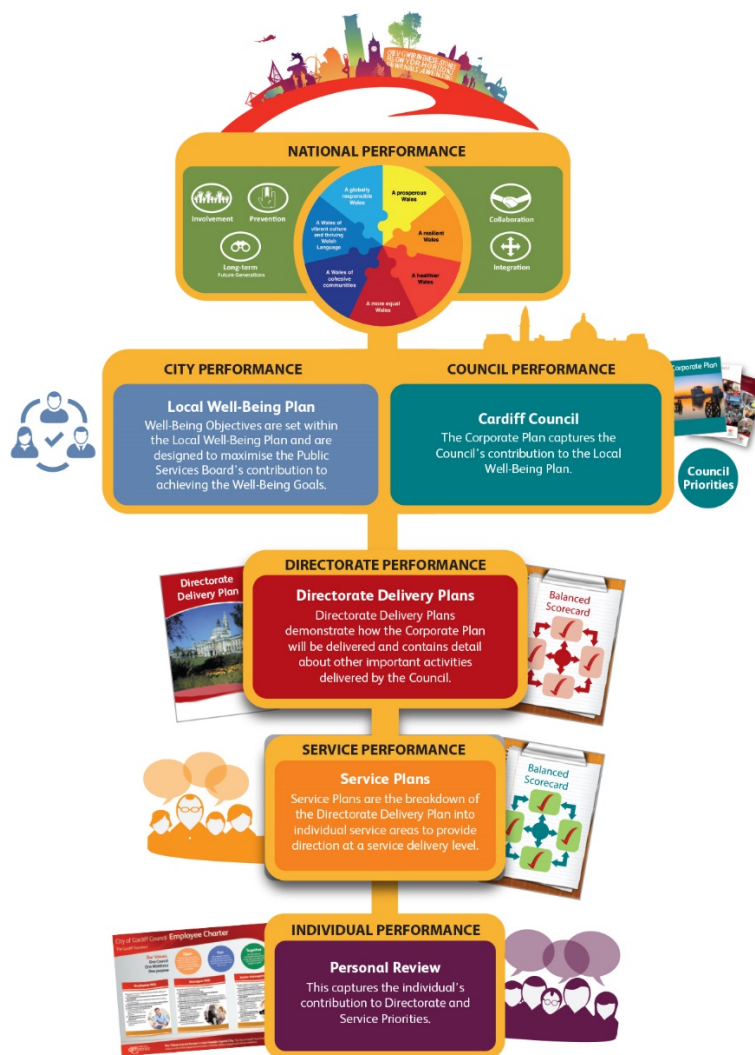 NATIONAL PERFORMANCE
Involvement
Prevention
Long-term
Future Generations
A globally
responsible
Wales
A prosperous
Wales
A Wales of
vibrant culture
and thriving
Welsh
Language
A resilient
Wales
A Wales of
cohesive
communities
A healthier
Wales
A more equal
Wales
Collaboration
Integration
CITY PERFORMANCE
Local Well-Being Plan
Well-Being Objectives are set within
the Local Well-Being Plan and are
designed to maximise the Public
Services Board's contribution to
achieving the Well-Being Goals.
COUNCIL PERFORMANCE
Cardiff Council
The Corporate Plan captures the
Council's contribution to the Local
Well-Being Plan.
Corporate Plan
Council
Priorities
DIRECTORATE PERFORMANCE
Directorate
Delivery Plan
Directorate Delivery Plans
Directorate Delivery Plans
demonstrate how the Corporate Plan
will be delivered and contains detail
about other important activities
delivered by the Council.
Balanced
Scorecard
SERVICE PERFORMANCE
Service Plans
Service Plans are the breakdown of
the Directorate Delivery Plan into
individual service areas to provide
direction at a service delivery level.
Balanced
Scorecard
INDIVIDUAL PERFORMANCE
City of Cardiff Council Employee Charter
Our Values
One Council
One Workforce
One purpose
Personal Review
This captures the individual's
contribution to Directorate and
Service Priorities.